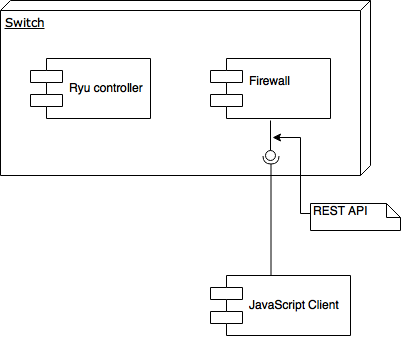 Switch
Ryu controller
Firewall
REST API
JavaScript Client